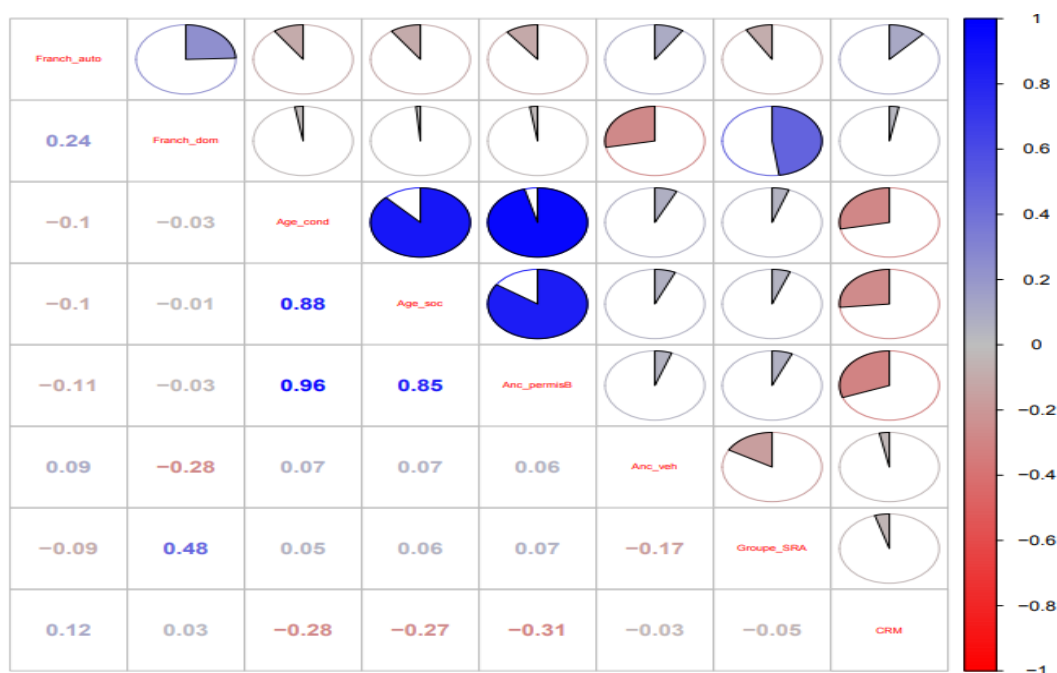 Franch_auto
0.24 Franch_dom
−0.1 −0.03 Age_cond
−0.1 −0.01 0.88 Age_soc
−0.11 −0.03 0.96 0.85 Anc_permisB
0.09 −0.28 0.07 0.07 0.06 Anc_veh
−0.09 0.48 0.05 0.06 0.07 −0.17 Groupe_SRA
0.12 0.03 −0.28 −0.27 −0.31 −0.03 −0.05 CRM
1
0.8
0.6
0.4
0.2
0
−0.2
−0.4
−0.6
−0.8
−1